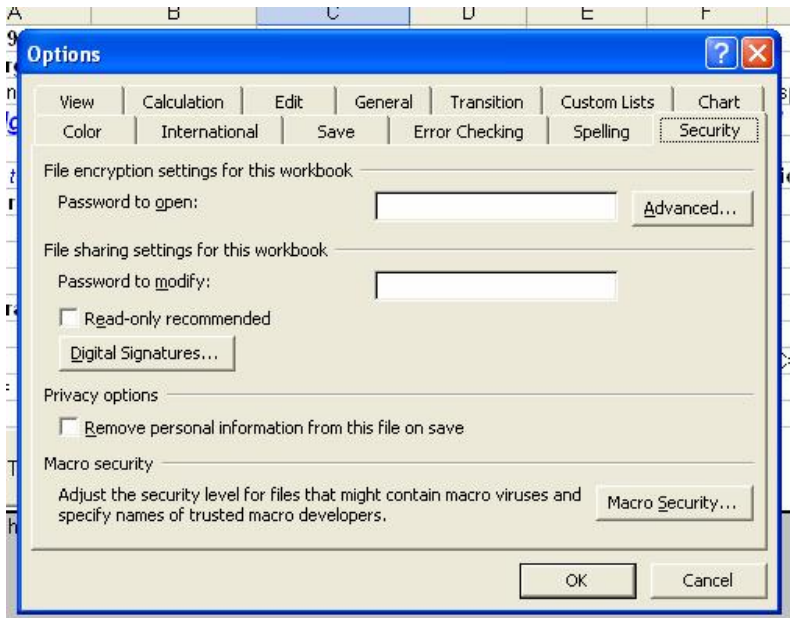 A B C D E F
Options
View Calculation Edit General Transition Custom Lists Chart
Color International Save Error Checking Spelling Security
File encryption settings for this workbook
Password to open:
Advanced...
File sharing settings for this workbook
Password to modify:
Read-only recommended
Digital Signatures...
Privacy options
Remove personal information from this file on save
Macro security
Adjust the security level for files that might contain macro viruses and
specify names of trusted macro developers.
Macro Security...
OK Cancel